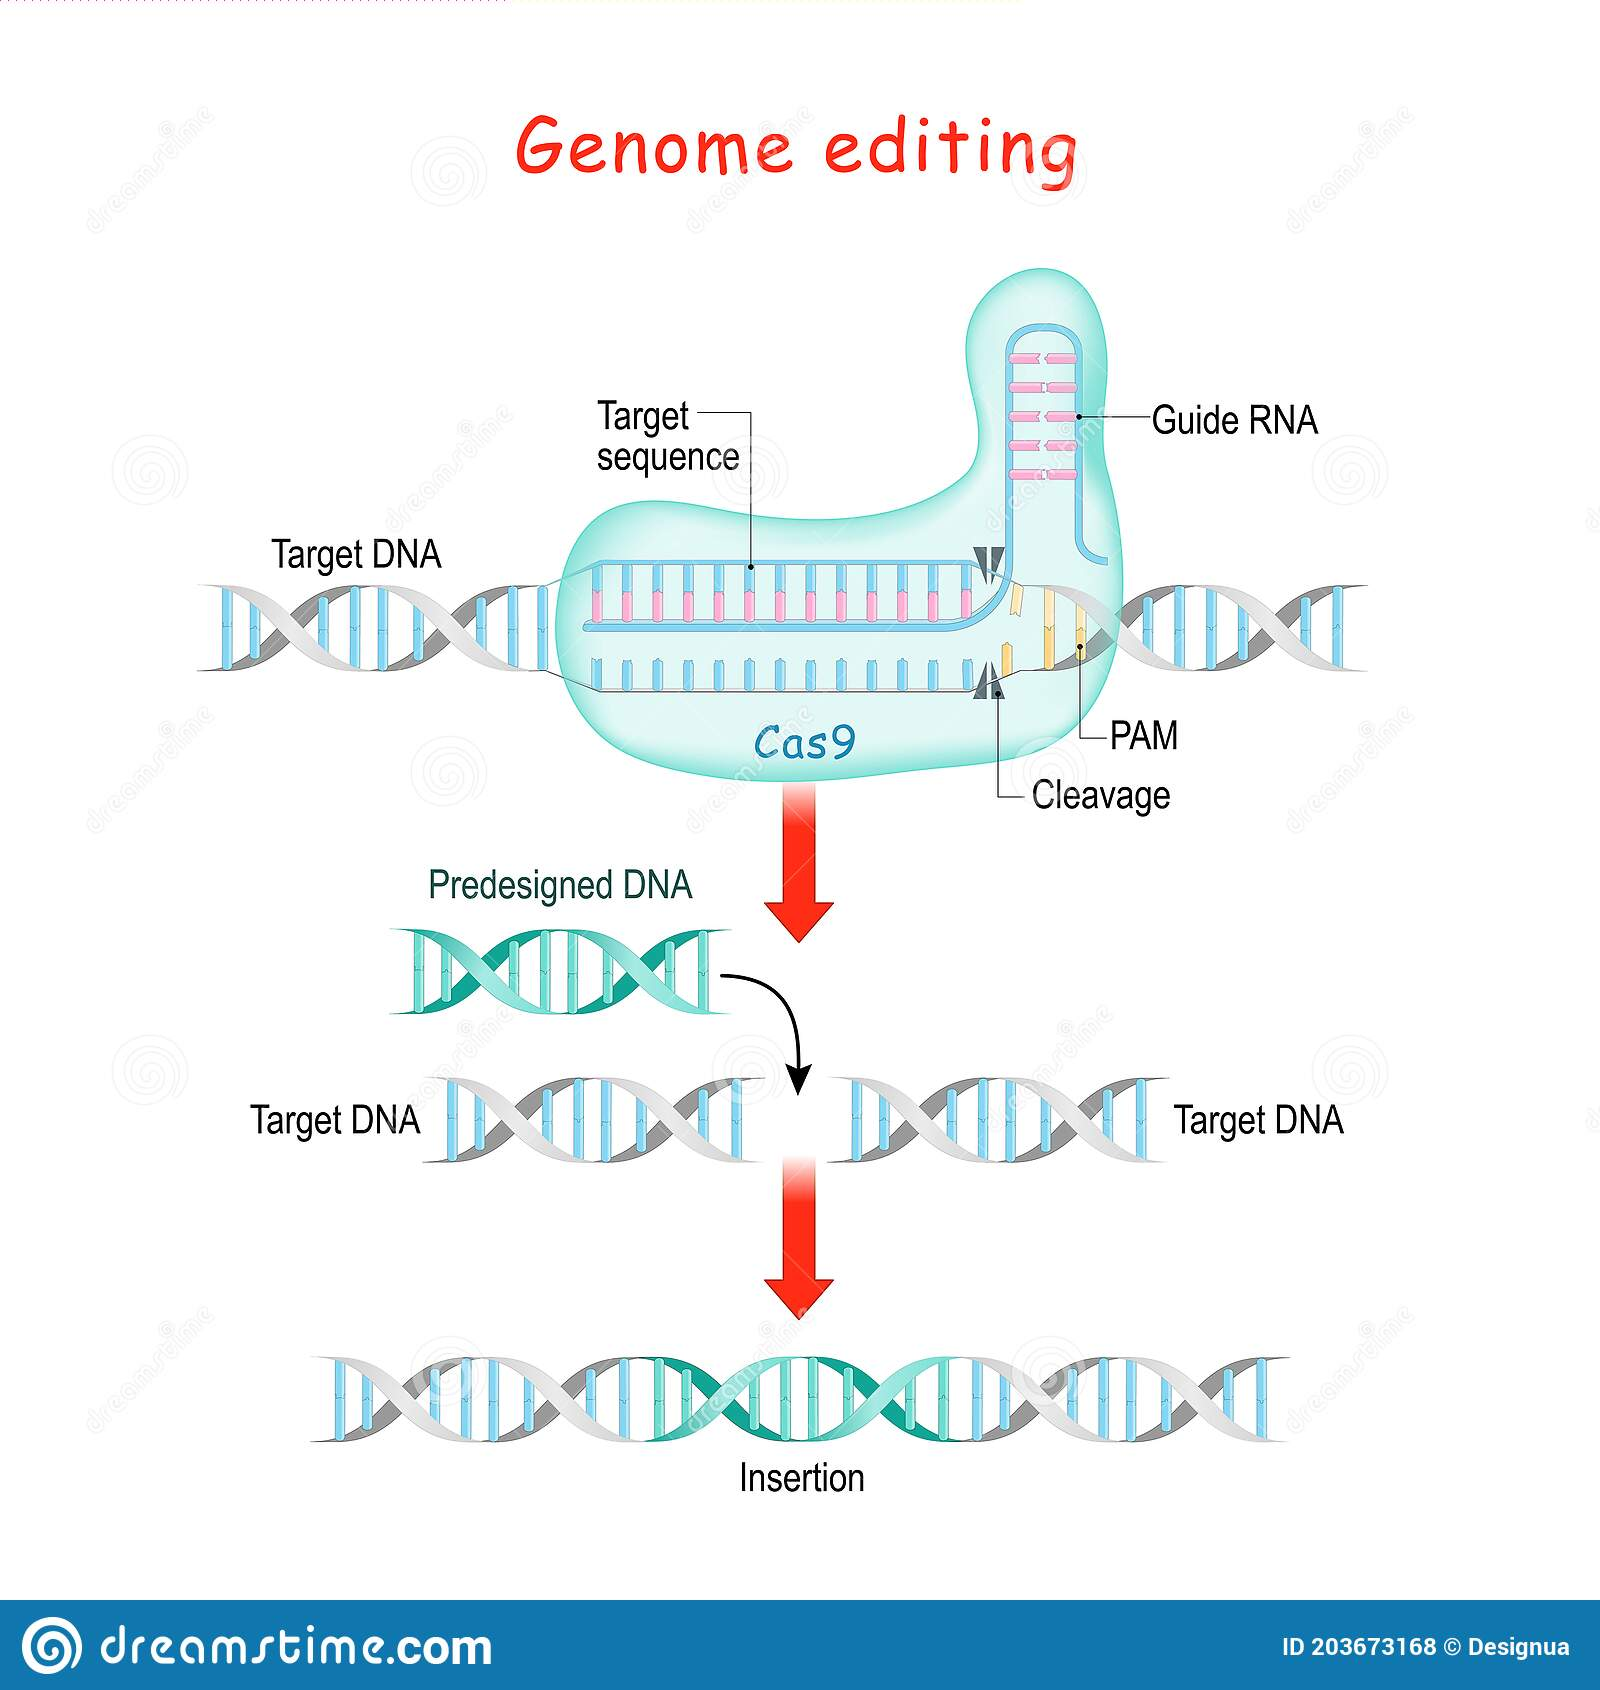 Genome editing
Target
sequence
Guide RNA
Target DNA
Cas9
PAM
Cleavage
Predesigned DNA
Target DNA
Target DNA
Insertion
dreamstime.com
ID 203673168 © Designua